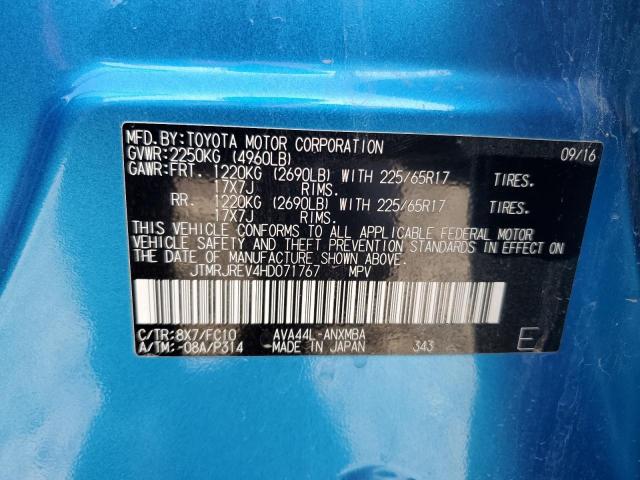 MFD.BY:TOYOTA MOTOR CORPORATION 09/16
GVWR:2250KG (4960LB)
GAWR:FRT. 1220KG (2690LB) WITH 225/65R17 TIRES.
17X7J RIMS.
RR. 1220KG (2690LB) WITH 225/65R17 TIRES.
17X7J RIMS.
THIS VEHICLE CONFORMS TO ALL APPLICABLE FEDERAL MOTOR
VEHICLE SAFETY AND THEFT PREVENTION STANDARDS IN EFFECT ON
THE DATE OF MANUFACTURE SHOWN ABOVE.
JTMRJREV4HD071767 MPV
C/TR:8X7/FC10 AVA44L-ANXMBA
A/TM:-08A/P314 MADE IN JAPAN 343 E